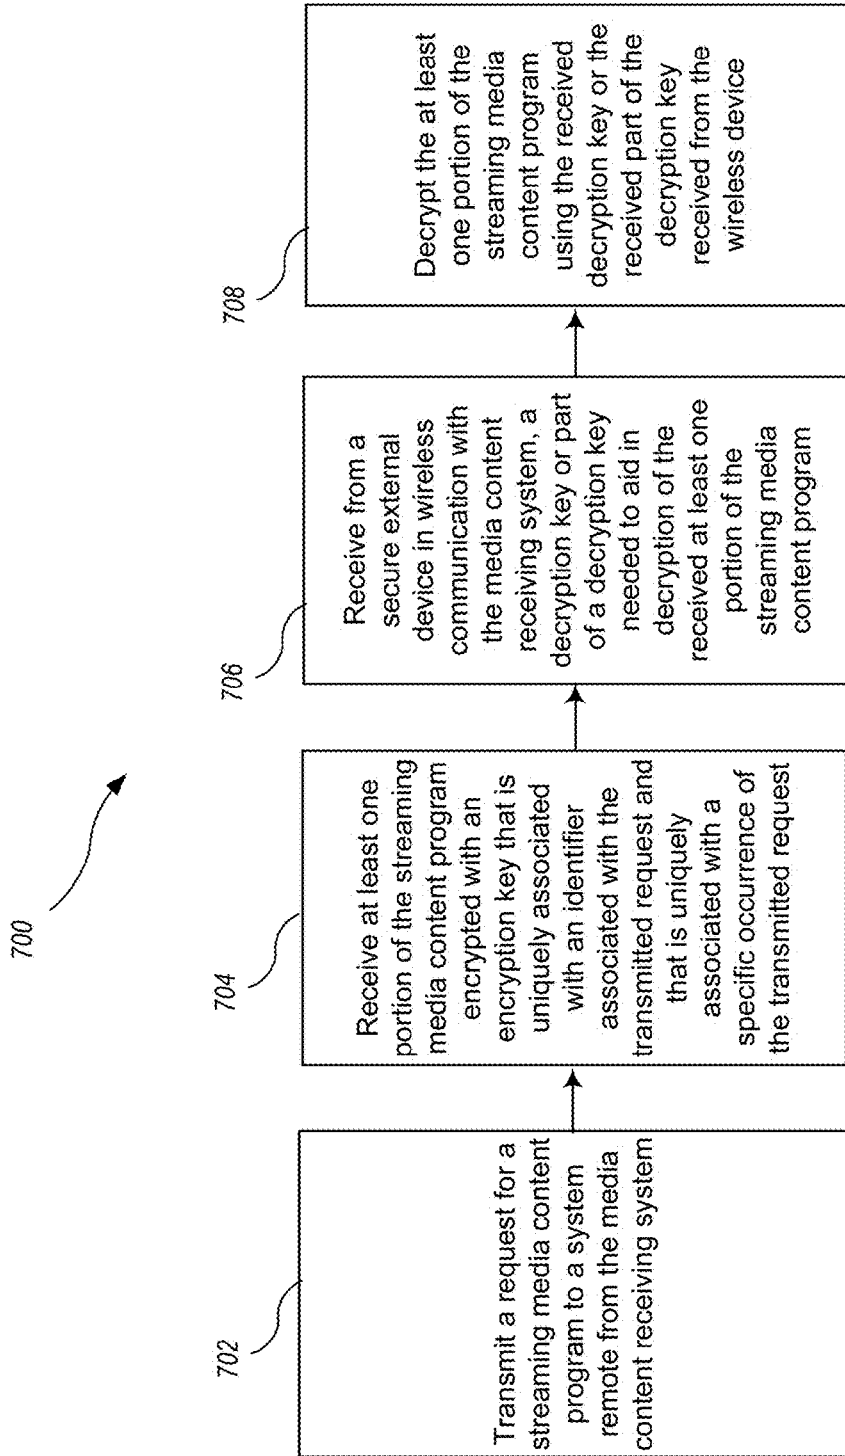 700
702
Transmit a request for a
streaming media content
program to a system
remote from the media
content receiving system
704
Receive at least one
portion of the streaming
media content program
encrypted with an
encryption key that is
uniquely associated
with an identifier
associated with the
transmitted request and
that is uniquely
associated with a
specific occurrence of
the transmitted request
706
Receive from a
secure external
device in wireless
communication with
the media content
receiving system, a
decryption key or part
of a decryption key
needed to aid in
decryption of the
received at least one
portion of the
streaming media
content program
708
Decrypt the at least
one portion of the
streaming media
content program
using the received
decryption key or the
received part of the
decryption key
received from the
wireless device